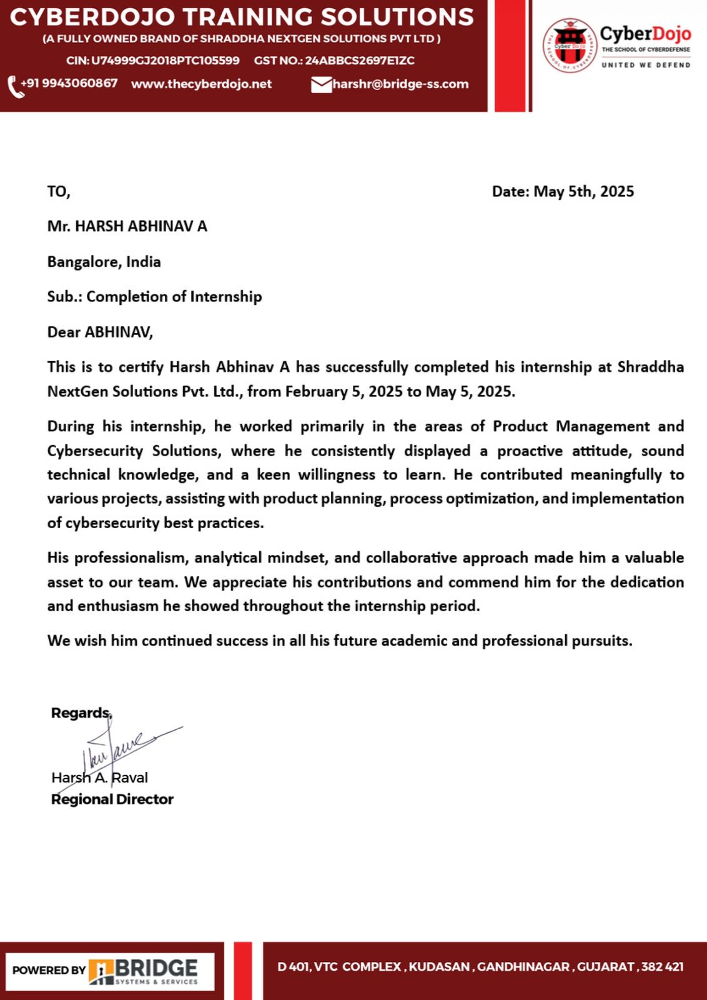 CYBERDOJO TRAINING SOLUTIONS
(A FULLY OWNED BRAND OF SHRADDHA NEXTGEN SOLUTIONS PVT LTD )
CIN: U74999GJ2018PTC105599 GST NO.: 24ABBCS2697E1ZC
+91 9943060867 www.thecyberdojo.net harshr@bridge-ss.com
Cyber Dojo
THE SCHOOL OF CYBERDEFENSE
CyberDojo
THE SCHOOL OF CYBERDEFENSE
UNITED WE DEFEND
TO, Date: May 5th, 2025
Mr. HARSH ABHINAV A
Bangalore, India
Sub.: Completion of Internship
Dear ABHINAV,
This is to certify Harsh Abhinav A has successfully completed his internship at Shraddha
NextGen Solutions Pvt. Ltd., from February 5, 2025 to May 5, 2025.
During his internship, he worked primarily in the areas of Product Management and
Cybersecurity Solutions, where he consistently displayed a proactive attitude, sound
technical knowledge, and a keen willingness to learn. He contributed meaningfully to
various projects, assisting with product planning, process optimization, and implementation
of cybersecurity best practices.
His professionalism, analytical mindset, and collaborative approach made him a valuable
asset to our team. We appreciate his contributions and commend him for the dedication
and enthusiasm he showed throughout the internship period.
We wish him continued success in all his future academic and professional pursuits.
Regards,
Harsh A. Raval
Regional Director
POWERED BY BRIDGE
SYSTEMS & SERVICES
D 401, VTC COMPLEX , KUDASAN , GANDHINAGAR , GUJARAT , 382 421